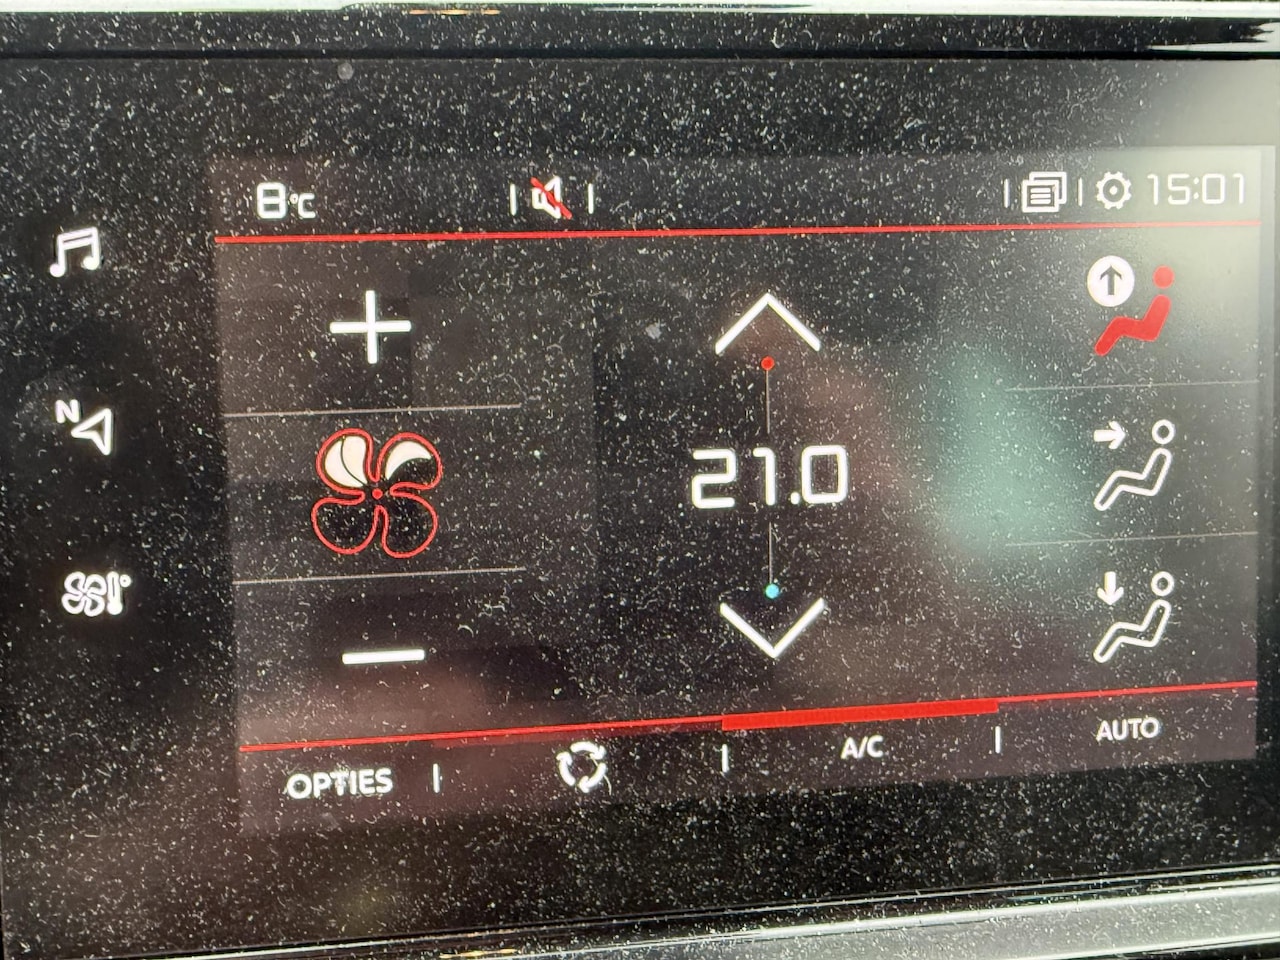 8°C
15:01
N
21.0
OPTIES
A/C
AUTO